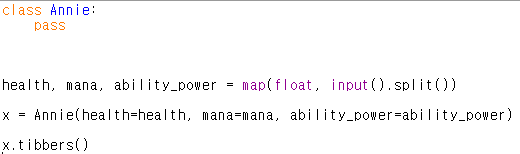 class Annie:
    pass
health, mana, ability_power = map(float, input().split())
x = Annie(health=health, mana=mana, ability_power=ability_power)
x.tibbers()